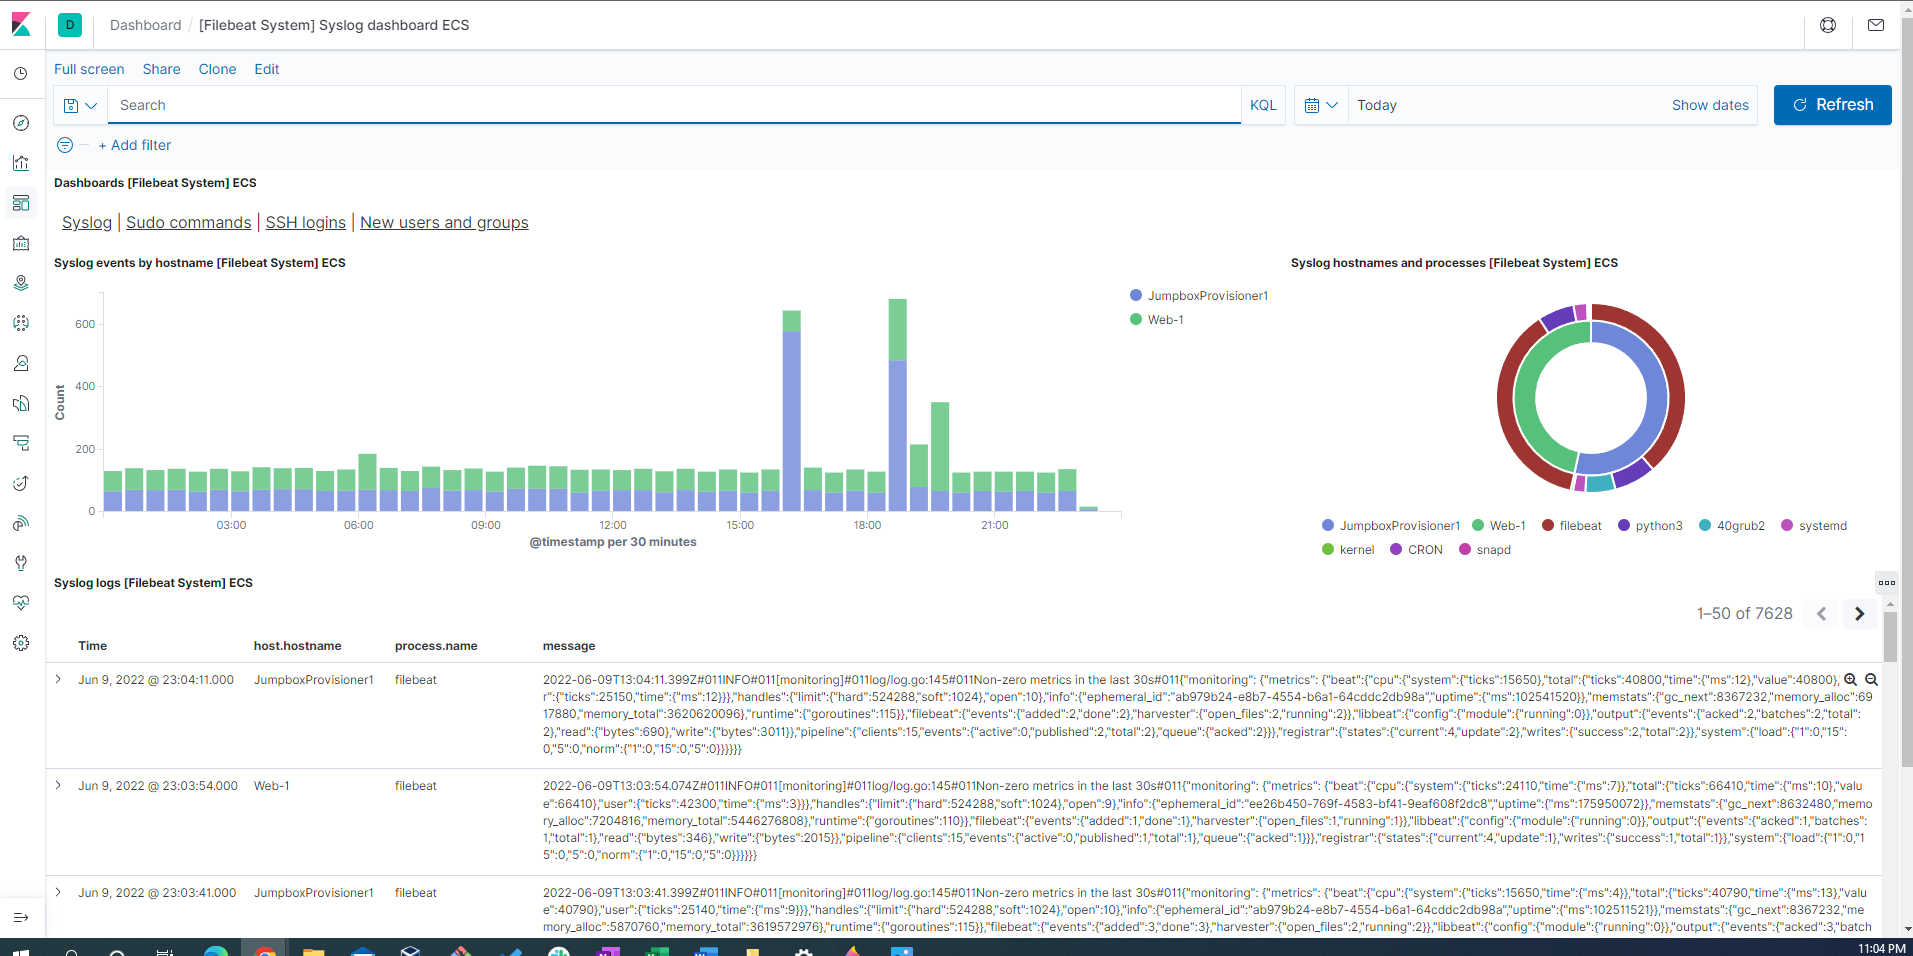 D Dashboard / [Filebeat System] Syslog dashboard ECS
Full screen Share Clone Edit
Search KQL Today Show dates Refresh
+ Add filter
Dashboards [Filebeat System] ECS
Syslog | Sudo commands | SSH logins | New users and groups
Syslog events by hostname [Filebeat System] ECS
Count
600
400
200
0
03:00 06:00 09:00 12:00 15:00 18:00 21:00
@timestamp per 30 minutes
JumpboxProvisioner1
Web-1
Syslog hostnames and processes [Filebeat System] ECS
JumpboxProvisioner1 Web-1 filebeat python3 40grub2 systemd
kernel CRON snapd
Syslog logs [Filebeat System] ECS
1–50 of 7628
Time host.hostname process.name message
Jun 9, 2022 @ 23:04:11.000 JumpboxProvisioner1 filebeat 2022-06-09T13:04:11.399Z#011INFO#011[monitoring]#011log/log.go:145#011Non-zero metrics in the last 30s#011{"monitoring": {"metrics": {"beat":{"cpu":{"system":{"ticks":15650},"total":{"ticks":40800,"time":{"ms":12},"value":40800},
r":{"ticks":25150,"time":{"ms":12}}},"handles":{"limit":{"hard":524288,"soft":1024},"open":10},"info":{"ephemeral_id":"ab979b24-e8b7-4554-b6a1-64cddc2db98a","uptime":{"ms":102541520}},"memstats":{"gc_next":8367232,"memory_alloc":6
917880,"memory_total":3620620096},"runtime":{"goroutines":115}},"filebeat":{"events":{"added":2,"done":2},"harvester":{"open_files":2,"running":2}},"libbeat":{"config":{"module":{"running":0}},"output":{"events":{"acked":2,"batches":2,"total":
2},"read":{"bytes":690},"write":{"bytes":3011}},"pipeline":{"clients":15,"events":{"active":0,"published":2,"total":2},"queue":{"acked":2}}},"registrar":{"states":{"current":4,"update":2},"writes":{"success":2,"total":2}},"system":{"load":{"1":0,"15"
:0,"5":0,"norm":{"1":0,"15":0,"5":0}}}}}}
Jun 9, 2022 @ 23:03:54.000 Web-1 filebeat 2022-06-09T13:03:54.074Z#011INFO#011[monitoring]#011log/log.go:145#011Non-zero metrics in the last 30s#011{"monitoring": {"metrics": {"beat":{"cpu":{"system":{"ticks":24110,"time":{"ms":7}},"total":{"ticks":66410,"time":{"ms":10},"valu
e":66410},"user":{"ticks":42300,"time":{"ms":3}}},"handles":{"limit":{"hard":524288,"soft":1024},"open":9},"info":{"ephemeral_id":"ee26b450-769f-4583-bf41-9eaf608f2dc8","uptime":{"ms":175950072}},"memstats":{"gc_next":8632480,"memo
ry_alloc":7204816,"memory_total":5446276808},"runtime":{"goroutines":110}},"filebeat":{"events":{"added":1,"done":1},"harvester":{"open_files":1,"running":1}},"libbeat":{"config":{"module":{"running":0}},"output":{"events":{"acked":1,"batches":
1,"total":1},"read":{"bytes":346},"write":{"bytes":2015}},"pipeline":{"clients":15,"events":{"active":0,"published":1,"total":1},"queue":{"acked":1}}},"registrar":{"states":{"current":4,"update":1},"writes":{"success":1,"total":1}},"system":{"load":{"1":0,"1
5":0,"5":0,"norm":{"1":0,"15":0,"5":0}}}}}}
Jun 9, 2022 @ 23:03:41.000 JumpboxProvisioner1 filebeat 2022-06-09T13:03:41.399Z#011INFO#011[monitoring]#011log/log.go:145#011Non-zero metrics in the last 30s#011{"monitoring": {"metrics": {"beat":{"cpu":{"system":{"ticks":15650,"time":{"ms":4}},"total":{"ticks":40790,"time":{"ms":13},"valu
e":40790},"user":{"ticks":25140,"time":{"ms":9}}},"handles":{"limit":{"hard":524288,"soft":1024},"open":10},"info":{"ephemeral_id":"ab979b24-e8b7-4554-b6a1-64cddc2db98a","uptime":{"ms":102511521}},"memstats":{"gc_next":8367232,"me
mory_alloc":5870760,"memory_total":3619572976},"runtime":{"goroutines":115}},"filebeat":{"events":{"added":3,"done":3},"harvester":{"open_files":2,"running":2}},"libbeat":{"config":{"module":{"running":0}},"output":{"events":{"acked":3,"batch
11:04 PM